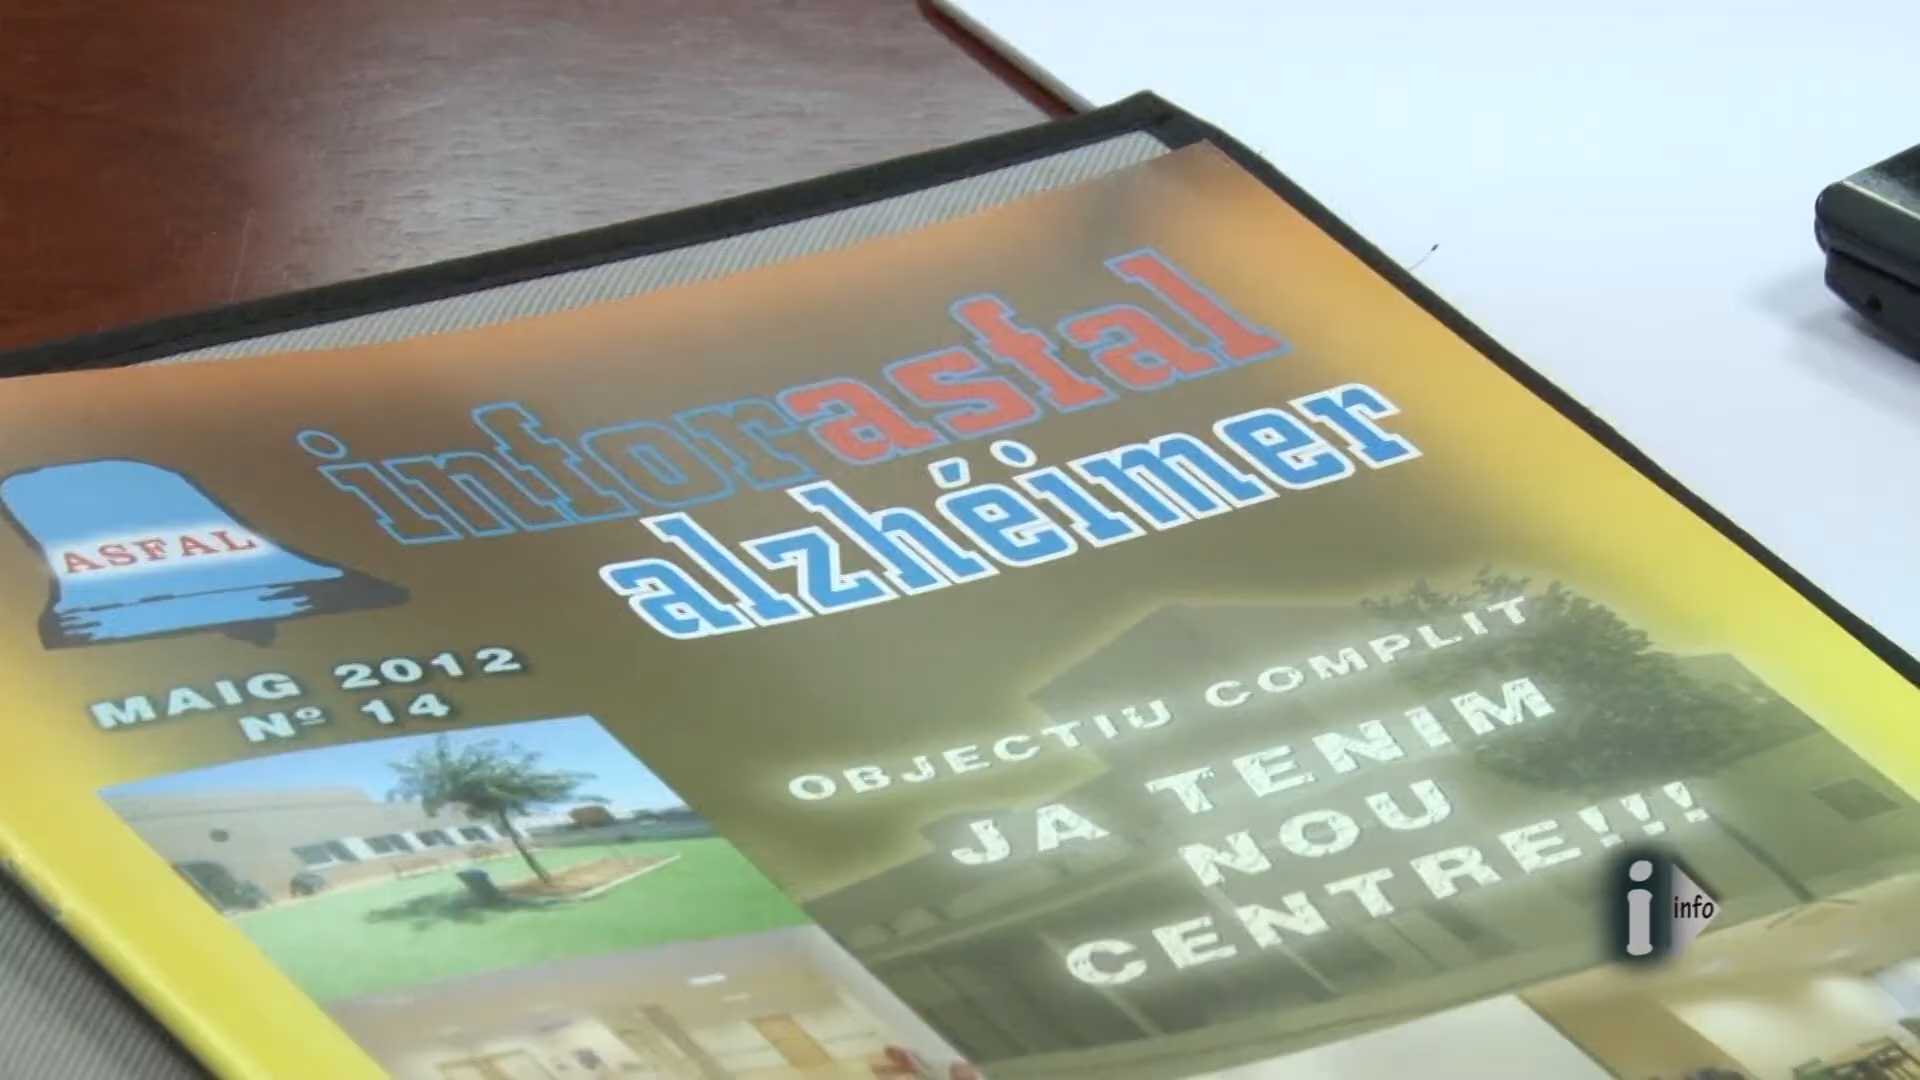 inforasfal
alzhéimer
ASFAL
MAIG 2012
Nº 14
OBJECTIU COMPLIT
JA TENIM
NOU
CENTRE!!!
i info